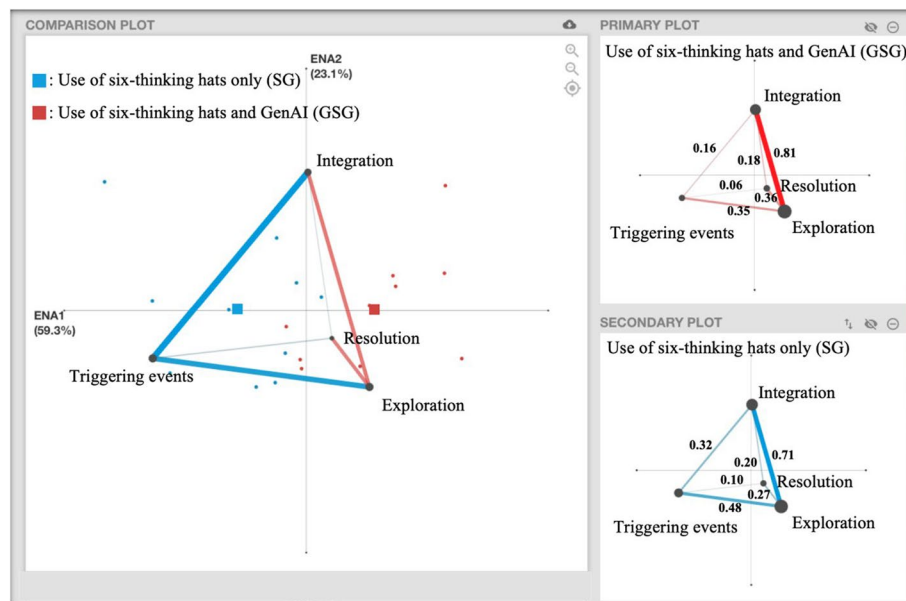 COMPARISON PLOT
ENA2
(23.1%)
: Use of six-thinking hats only (SG)
: Use of six-thinking hats and GenAI (GSG)
Integration
ENA1
(59.3%)
Resolution
Triggering events
Exploration
PRIMARY PLOT
Use of six-thinking hats and GenAI (GSG)
Integration
0.16
0.81
0.18
0.06
Resolution
0.36
0.35
Triggering events
Exploration
SECONDARY PLOT
Use of six-thinking hats only (SG)
Integration
0.32
0.71
0.20
0.10
Resolution
0.27
0.48
Triggering events
Exploration